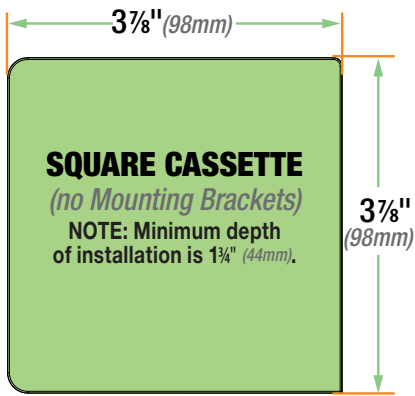 3⅞" (98mm)
SQUARE CASSETTE
(no Mounting Brackets)
NOTE: Minimum depth
of installation is 1¾" (44mm).
3⅞"
(98mm)